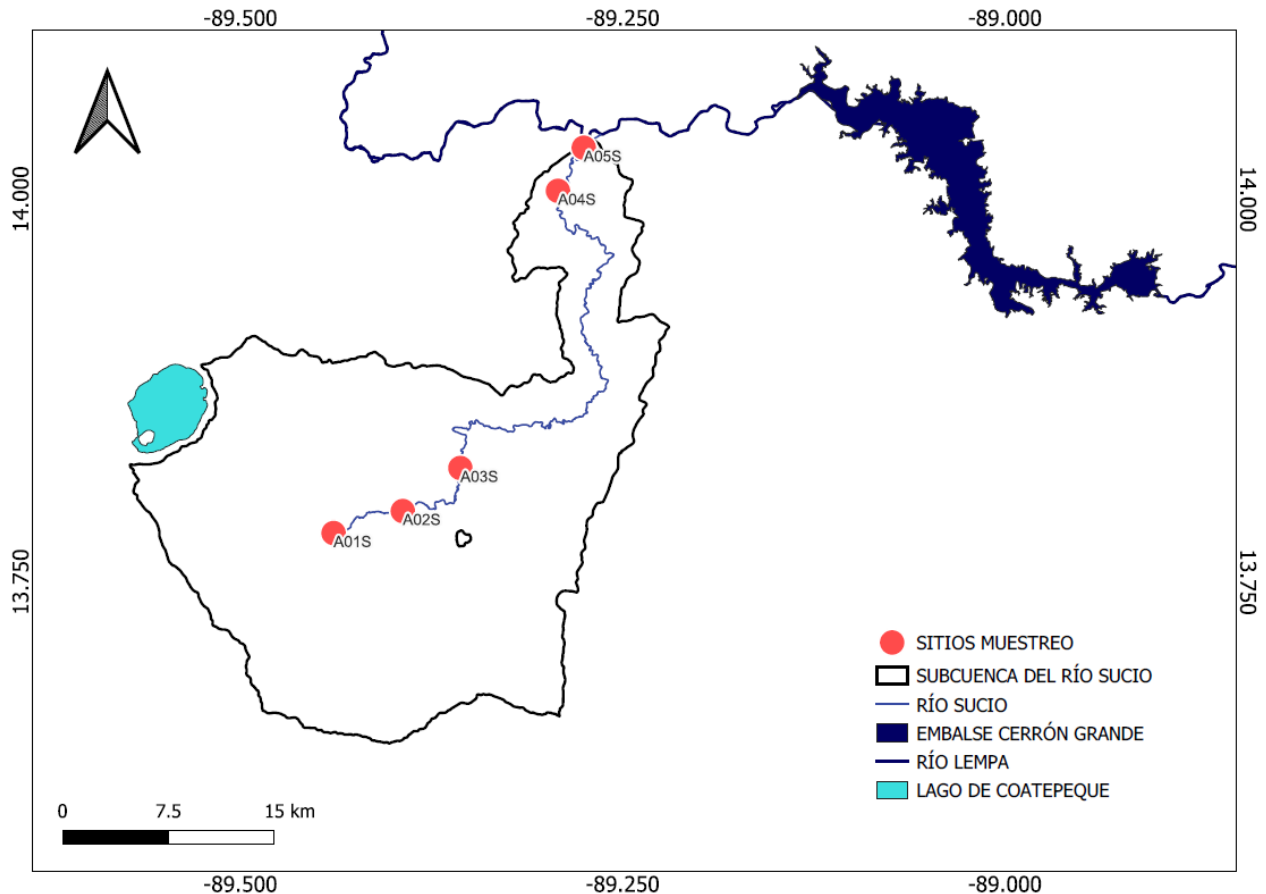 -89.500 -89.250 -89.000
14.000
14.000
A05S
A04S
A03S
A02S
A01S
13.750
13.750
SITIOS MUESTREO
SUBCUENCA DEL RÍO SUCIO
RÍO SUCIO
EMBALSE CERRÓN GRANDE
RÍO LEMPA
LAGO DE COATEPEQUE
0 7.5 15 km
-89.500 -89.250 -89.000